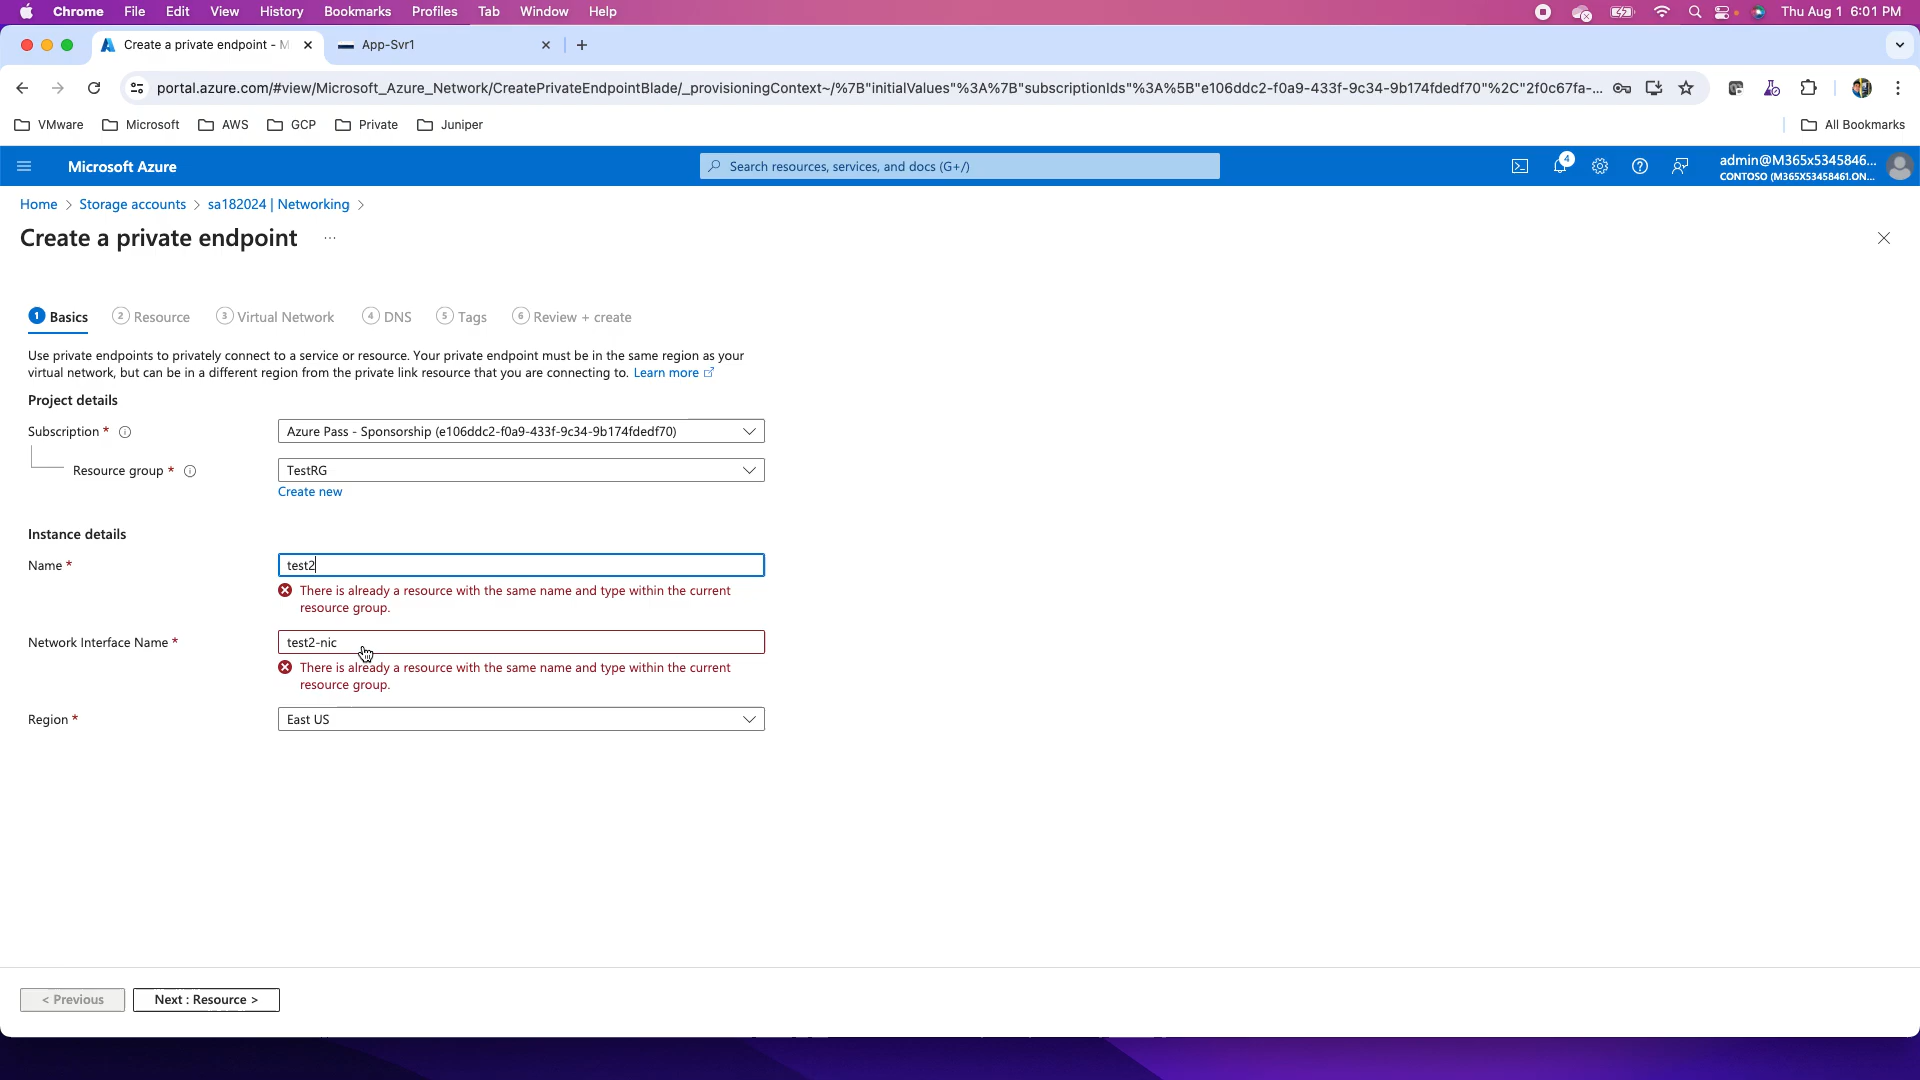 Chrome File Edit View History Bookmarks Profiles Tab Window Help Thu Aug 1 6:01 PM
Create a private endpoint - M App-Svr1
portal.azure.com/#view/Microsoft_Azure_Network/CreatePrivateEndpointBlade/_provisioningContext~/%7B"initialValues"%3A%7B"subscriptionIds"%3A%5B"e106ddc2-f0a9-433f-9c34-9b174fdedf70"%2C"2f0c67fa-...
VMware Microsoft AWS GCP Private Juniper All Bookmarks
Microsoft Azure Search resources, services, and docs (G+/) 4 admin@M365x5345846...
CONTOSO (M365X53458461.ON...
Home > Storage accounts > sa182024 | Networking >
Create a private endpoint ...
1 Basics 2 Resource 3 Virtual Network 4 DNS 5 Tags 6 Review + create
Use private endpoints to privately connect to a service or resource. Your private endpoint must be in the same region as your
virtual network, but can be in a different region from the private link resource that you are connecting to. Learn more
Project details
Subscription * Azure Pass - Sponsorship (e106ddc2-f0a9-433f-9c34-9b174fdedf70)
Resource group * TestRG
Create new
Instance details
Name * test2
There is already a resource with the same name and type within the current
resource group.
Network Interface Name * test2-nic
There is already a resource with the same name and type within the current
resource group.
Region * East US
< Previous Next : Resource >